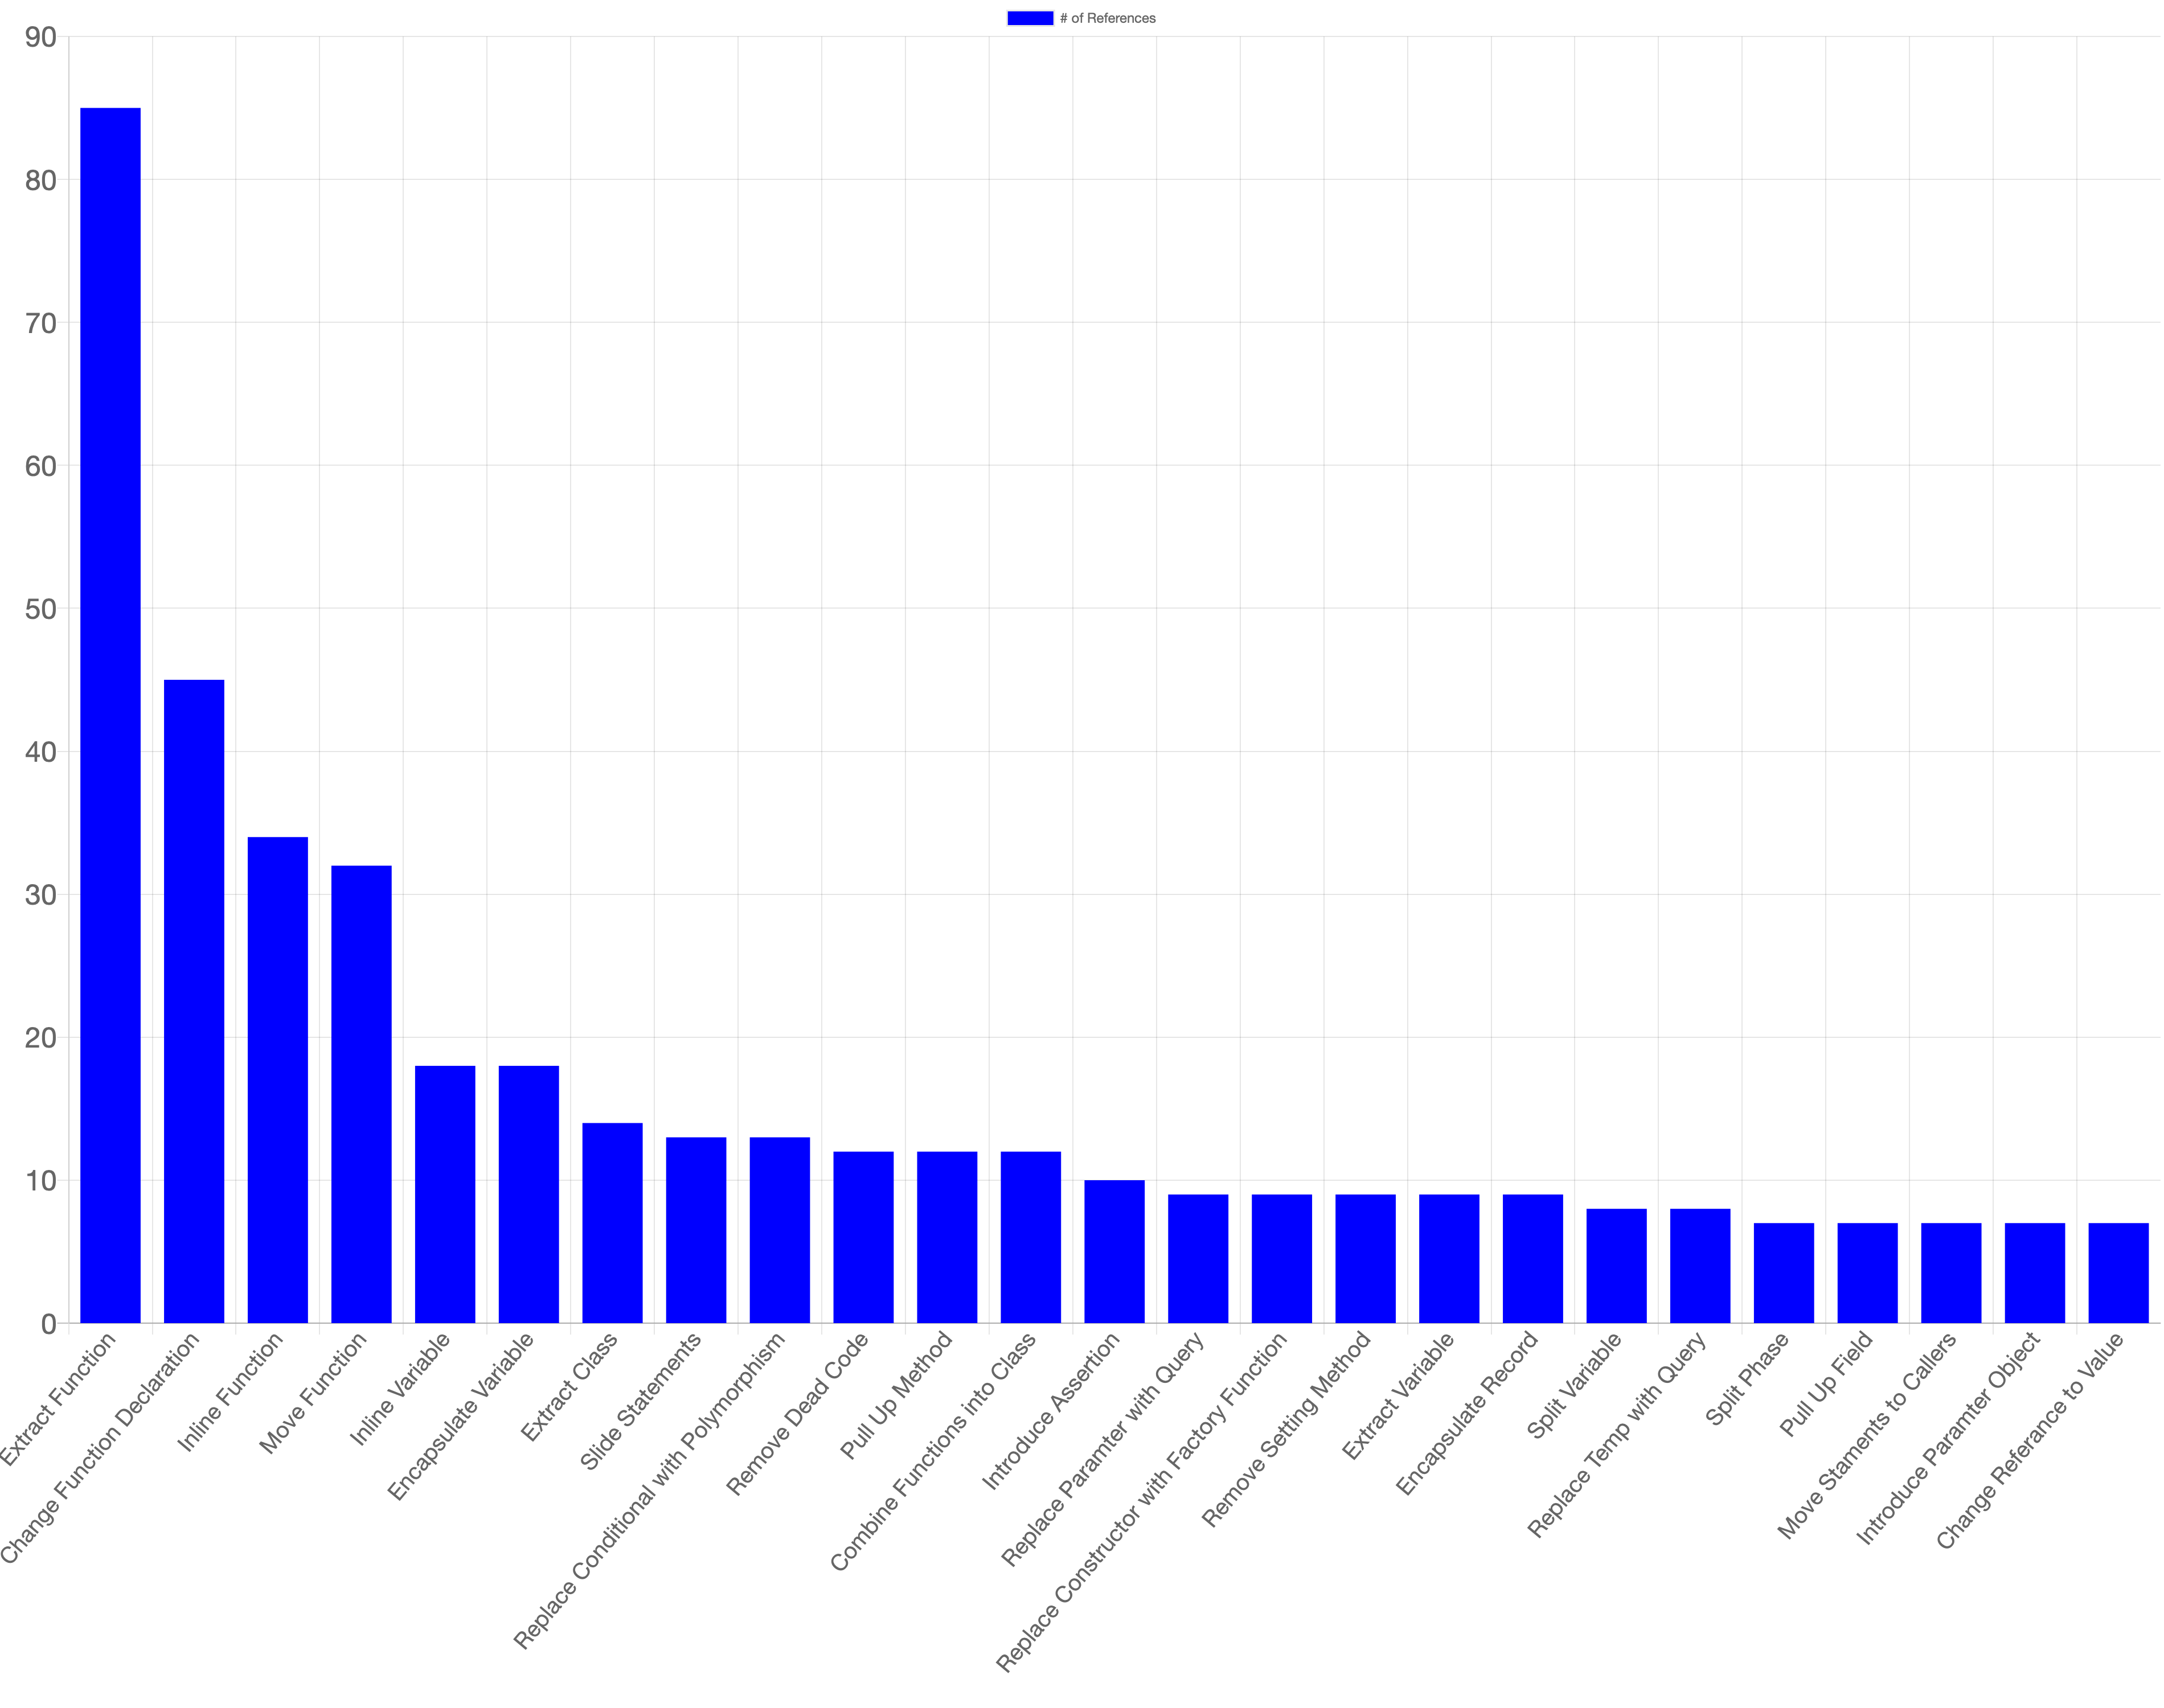 # of References
90
80
70
60
50
40
30
20
10
0
Extract Function
Change Function Declaration
Inline Function
Move Function
Inline Variable
Encapsulate Variable
Extract Class
Slide Statements
Replace Conditional with Polymorphism
Remove Dead Code
Pull Up Method
Combine Functions into Class
Introduce Assertion
Replace Paramter with Query
Replace Constructor with Factory Function
Remove Setting Method
Extract Variable
Encapsulate Record
Split Variable
Replace Temp with Query
Split Phase
Pull Up Field
Move Staments to Callers
Introduce Paramter Object
Change Referance to Value